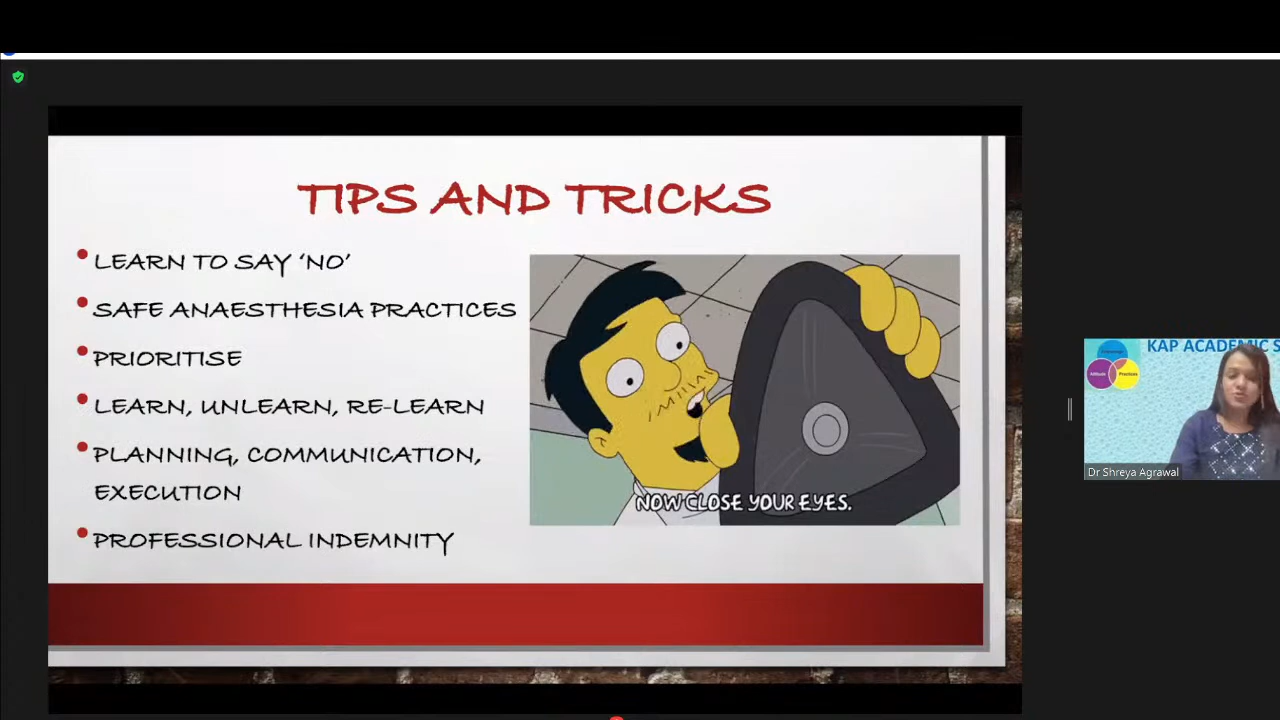 TIPS AND TRICKS
LEARN TO SAY ‘NO’
SAFE ANAESTHESIA PRACTICES
PRIORITISE
LEARN, UNLEARN, RE-LEARN
PLANNING, COMMUNICATION,
EXECUTION
PROFESSIONAL INDEMNITY
NOW CLOSE YOUR EYES.
KAP ACADEMIC S
Attitude
Dr Shreya Agrawal